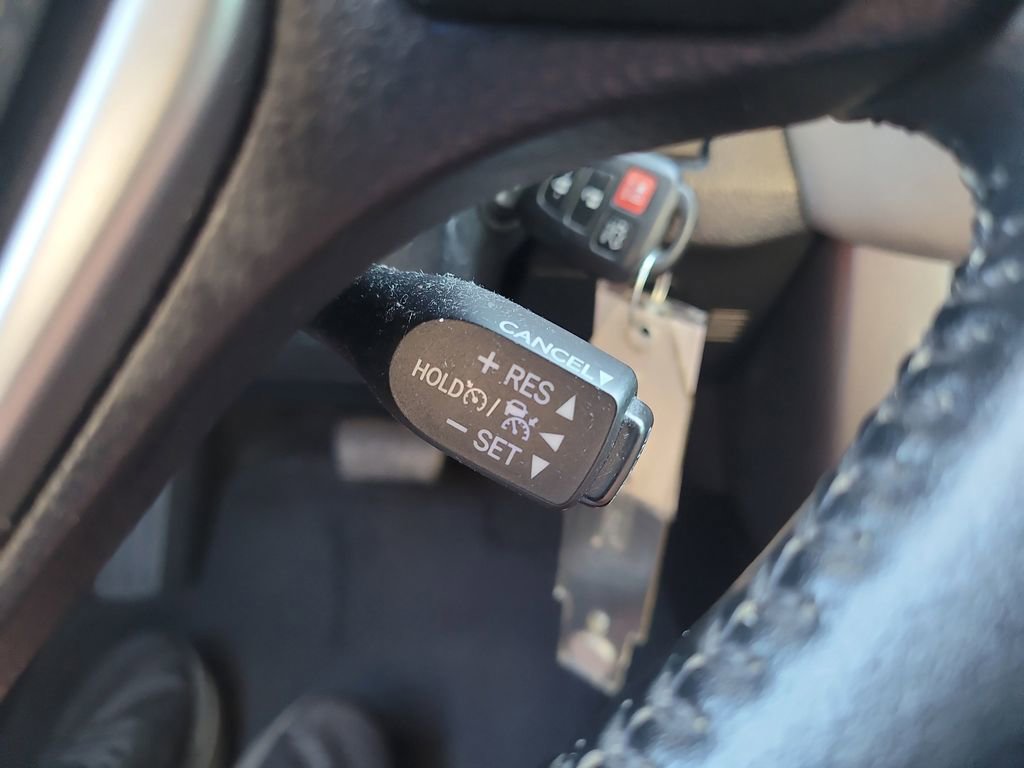 CANCEL
+ RES
HOLD /
− SET